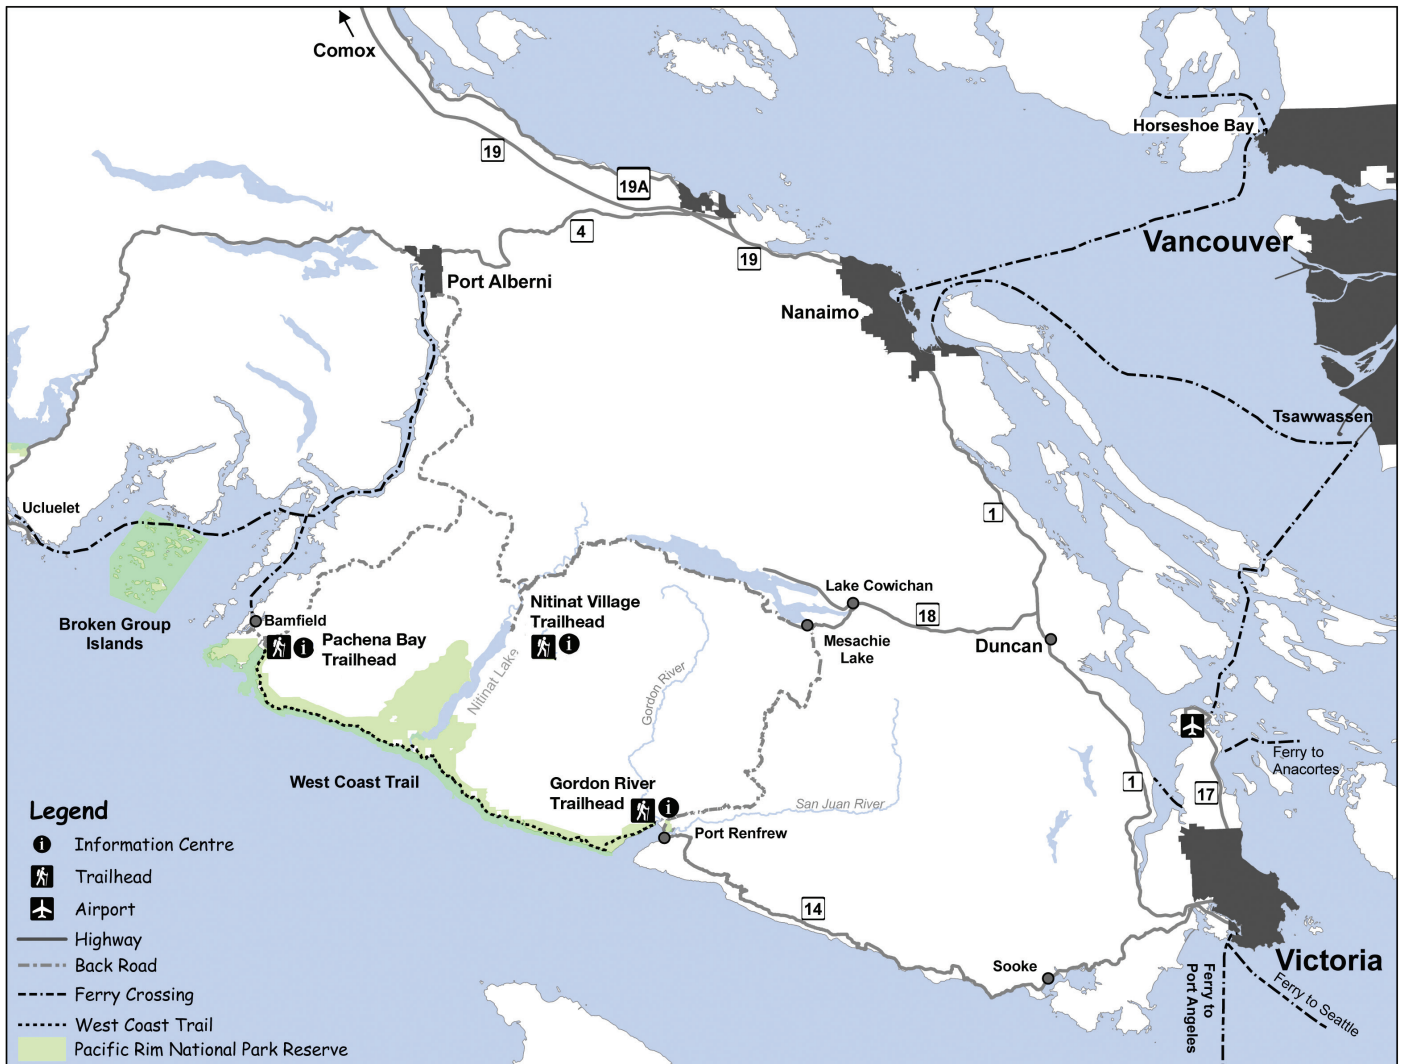 Comox
Horseshoe Bay
19
19A
4
19
Vancouver
Port Alberni
Nanaimo
Tsawwassen
Ucluelet
1
Broken Group
Islands
Bamfield
Pachena Bay
Trailhead
Nitinat Village
Trailhead
Nitinat Lake
Gordon River
Lake Cowichan
18
Mesachie
Lake
Duncan
West Coast Trail
Gordon River
Trailhead
San Juan River
Port Renfrew
1
17
Ferry to
Anacortes
14
Sooke
Victoria
Ferry to
Port Angeles
Ferry to Seattle
Legend
i Information Centre
Trailhead
Airport
Highway
Back Road
Ferry Crossing
West Coast Trail
Pacific Rim National Park Reserve